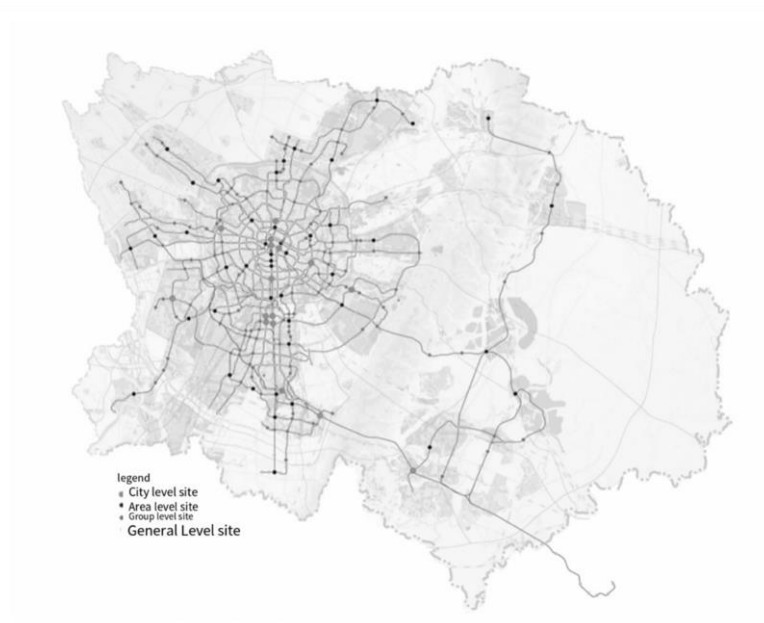 legend
City level site
Area level site
Group level site
General Level site